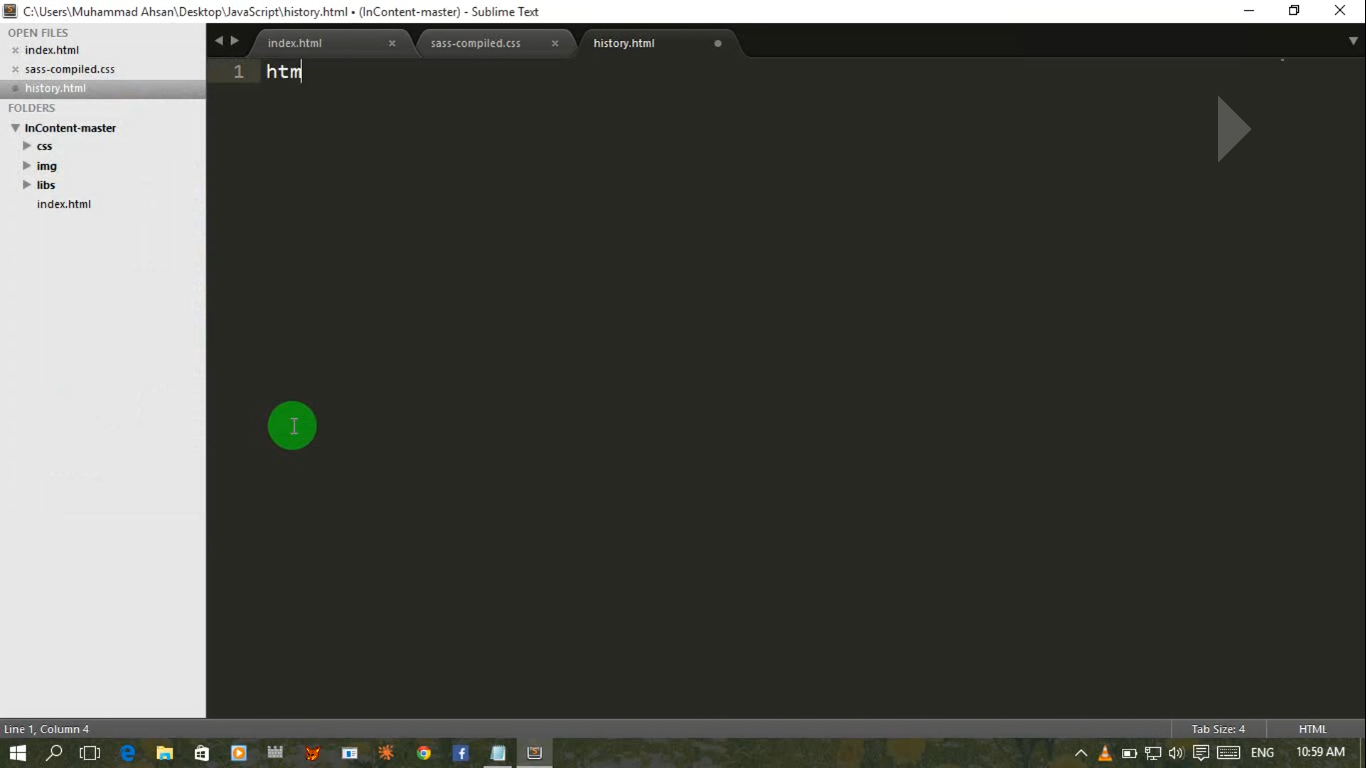 C:\Users\Muhammad Ahsan\Desktop\JavaScript\history.html • (InContent-master) - Sublime Text
OPEN FILES
index.html
sass-compiled.css
history.html
FOLDERS
InContent-master
css
img
libs
index.html
index.html sass-compiled.css history.html
1 htm
Line 1, Column 4 Tab Size: 4 HTML
ENG 10:59 AM